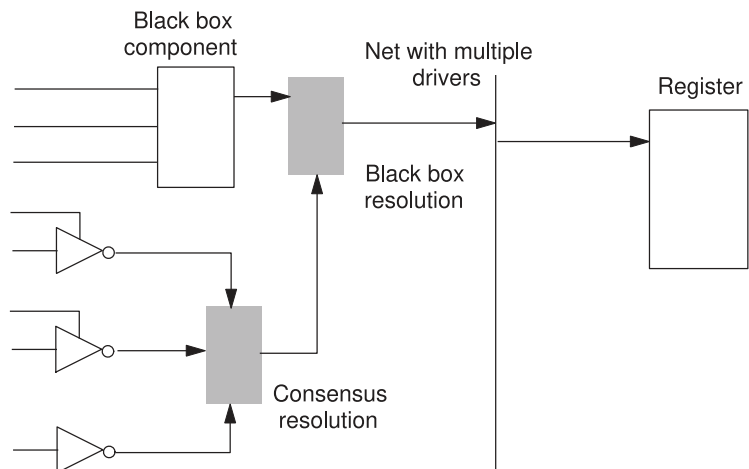 Black box
component
Net with multiple
drivers
Register
Black box
resolution
Consensus
resolution